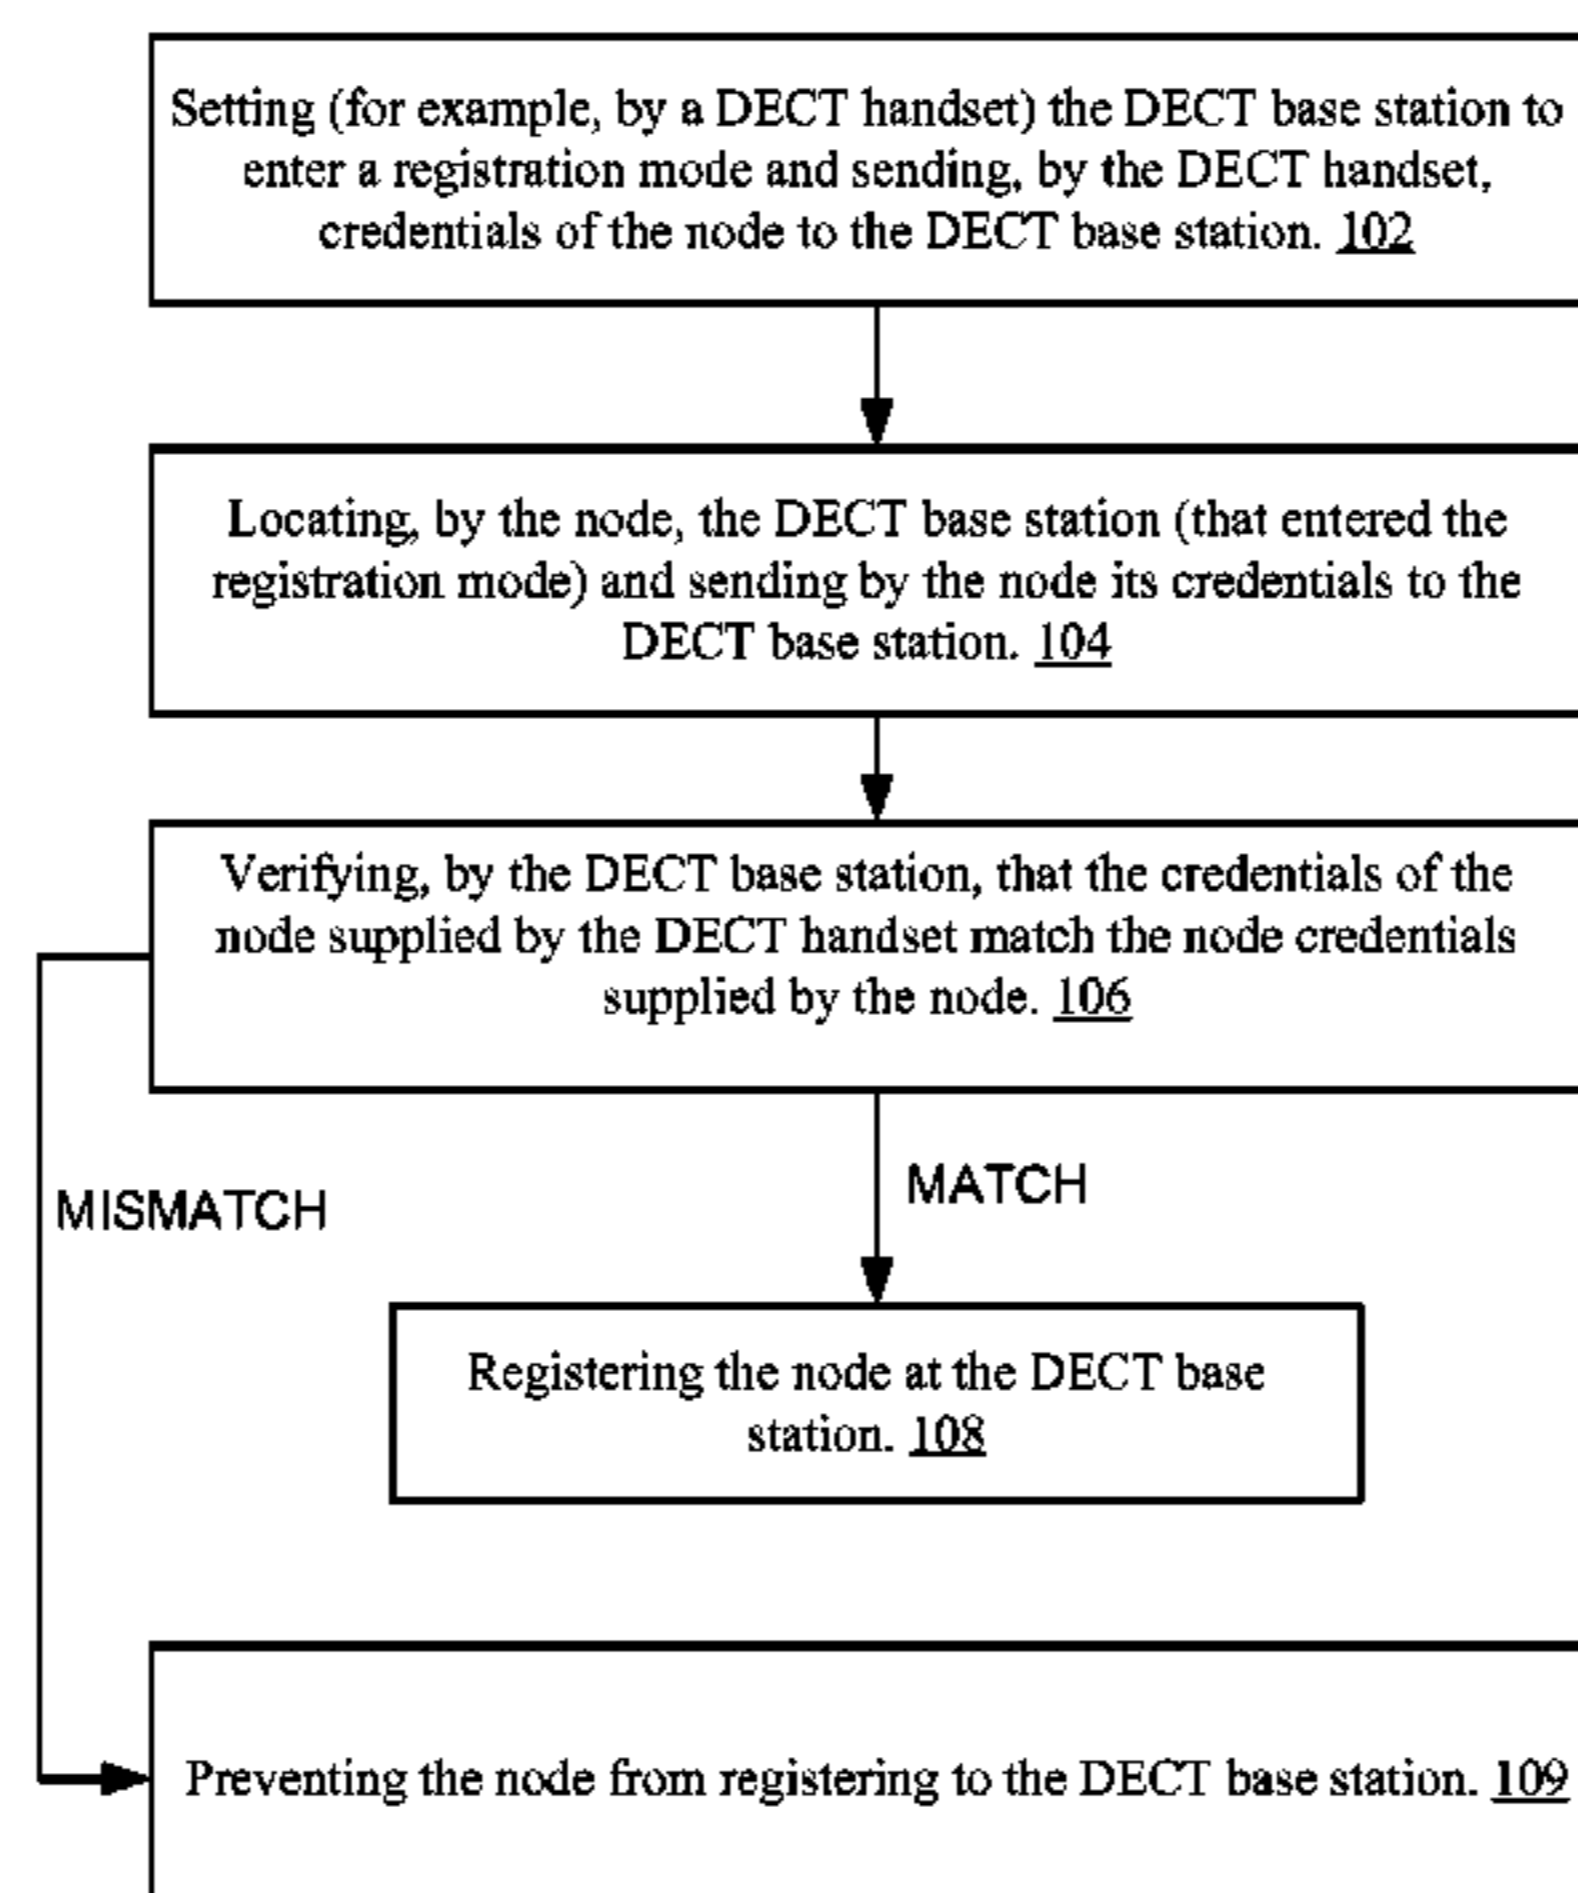 Setting (for example, by a DECT handset) the DECT base station to
enter a registration mode and sending, by the DECT handset,
credentials of the node to the DECT base station. 102
Locating, by the node, the DECT base station (that entered the
registration mode) and sending by the node its credentials to the
DECT base station. 104
Verifying, by the DECT base station, that the credentials of the
node supplied by the DECT handset match the node credentials
supplied by the node. 106
MATCH
MISMATCH
Registering the node at the DECT base
station. 108
Preventing the node from registering to the DECT base station. 109